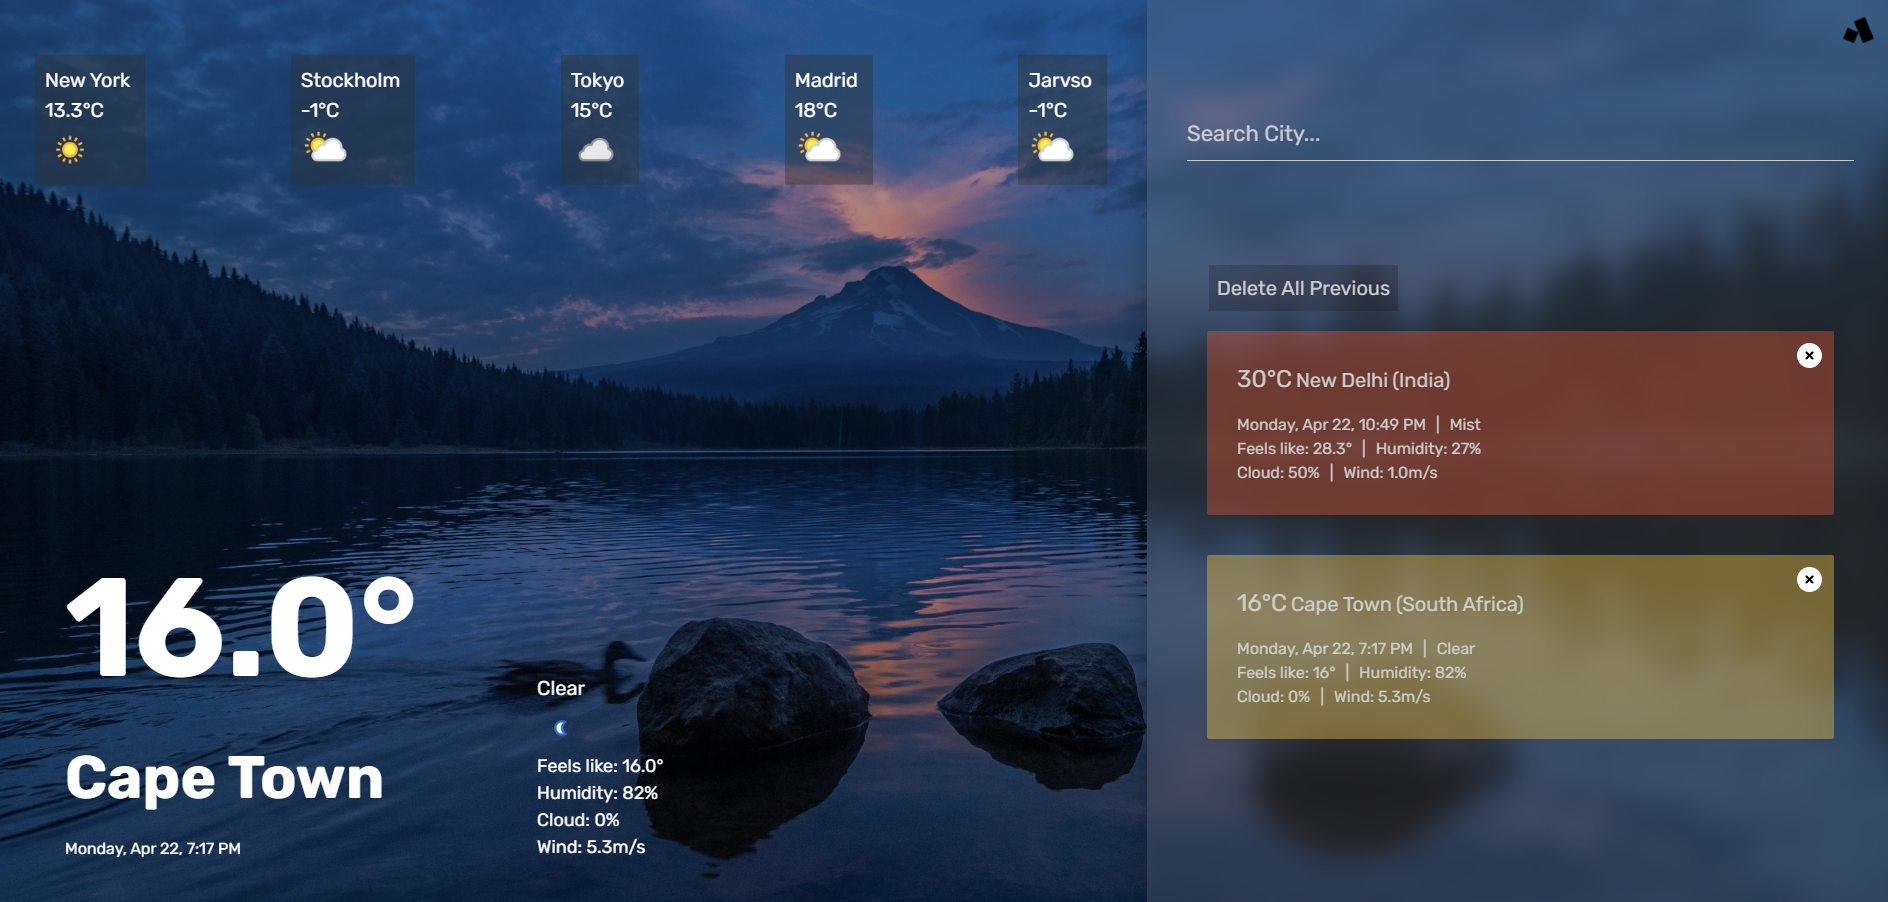 New York
13.3°C
Stockholm
-1°C
Tokyo
15°C
Madrid
18°C
Jarvso
-1°C
Search City...
Delete All Previous
30°C New Delhi (India)
Monday, Apr 22, 10:49 PM | Mist
Feels like: 28.3° | Humidity: 27%
Cloud: 50% | Wind: 1.0m/s
16°C Cape Town (South Africa)
Monday, Apr 22, 7:17 PM | Clear
Feels like: 16° | Humidity: 82%
Cloud: 0% | Wind: 5.3m/s
16.0°
Cape Town
Monday, Apr 22, 7:17 PM
Clear
Feels like: 16.0°
Humidity: 82%
Cloud: 0%
Wind: 5.3m/s